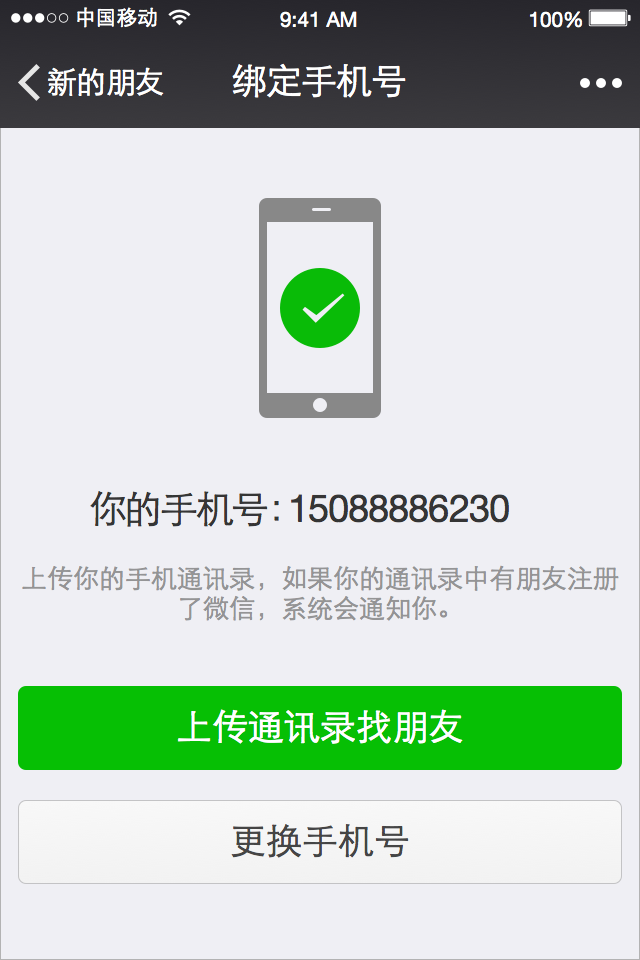 中国移动 9:41 AM 100%
新的朋友 绑定手机号
你的手机号: 15088886230
上传你的手机通讯录，如果你的通讯录中有朋友注册
了微信，系统会通知你。
上传通讯录找朋友
更换手机号